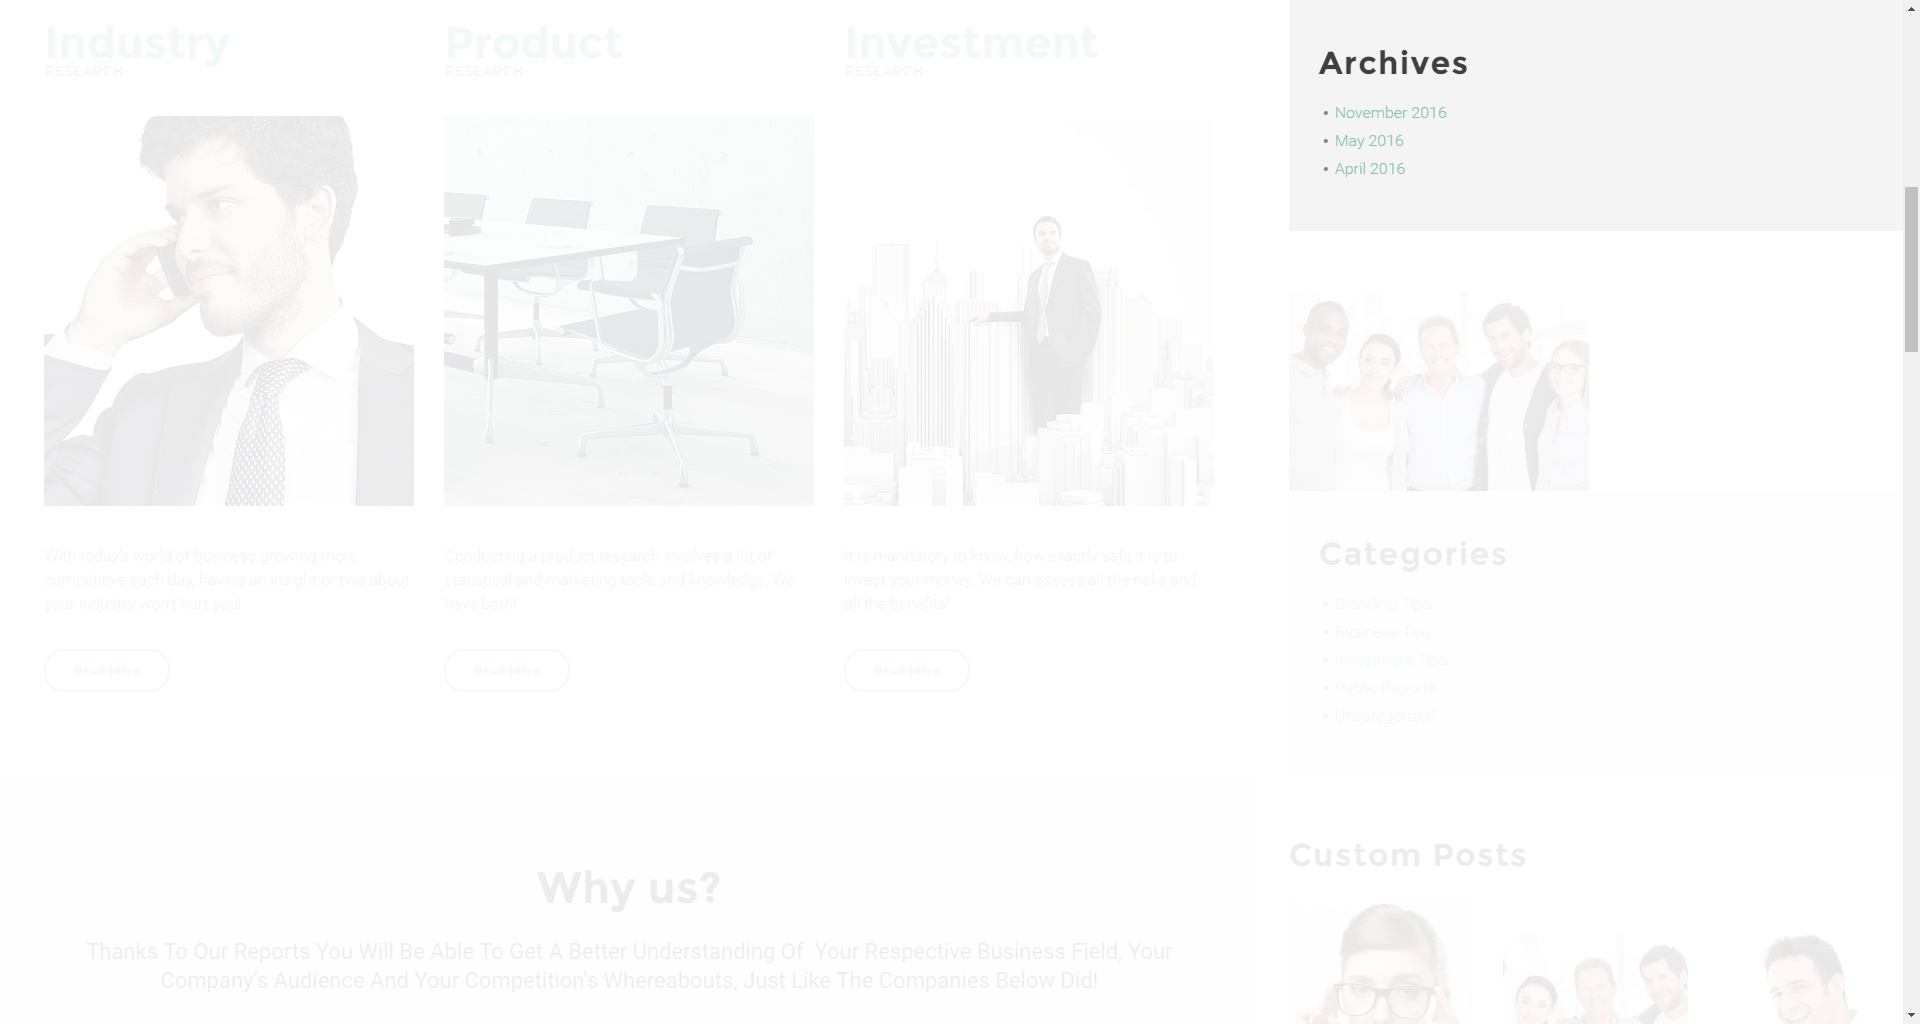 Industry
RESEARCH
With today's world of business growing more
competitive each day, having an insight or two about
your industry won't hurt you!
Read More
Product
RESEARCH
Conducting a product research involves a lot of
statistical and marketing tools and knowledge. We
have both!
Read More
Investment
RESEARCH
It is mandatory to know, how exactly safe it is to
invest your money. We can assess all the risks and
all the benefits!
Read More
Why us?
Thanks To Our Reports You Will Be Able To Get A Better Understanding Of Your Respective Business Field, Your
Company's Audience And Your Competition's Whereabouts, Just Like The Companies Below Did!
Archives
• November 2016
• May 2016
• April 2016
Categories
• Branding Tips
• Business Tips
• Investment Tips
• Public Reports
• Uncategorized
Custom Posts